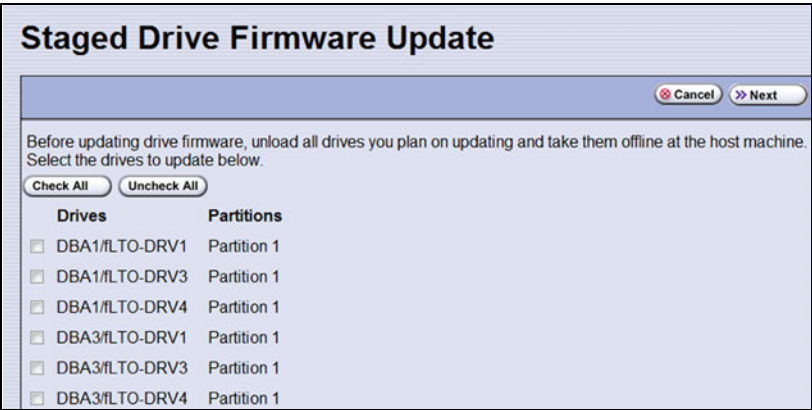 Staged Drive Firmware Update
Cancel Next
Before updating drive firmware, unload all drives you plan on updating and take them offline at the host machine.
Select the drives to update below.
Check All Uncheck All
Drives Partitions
DBA1/fLTO-DRV1 Partition 1
DBA1/fLTO-DRV3 Partition 1
DBA1/fLTO-DRV4 Partition 1
DBA3/fLTO-DRV1 Partition 1
DBA3/fLTO-DRV3 Partition 1
DBA3/fLTO-DRV4 Partition 1